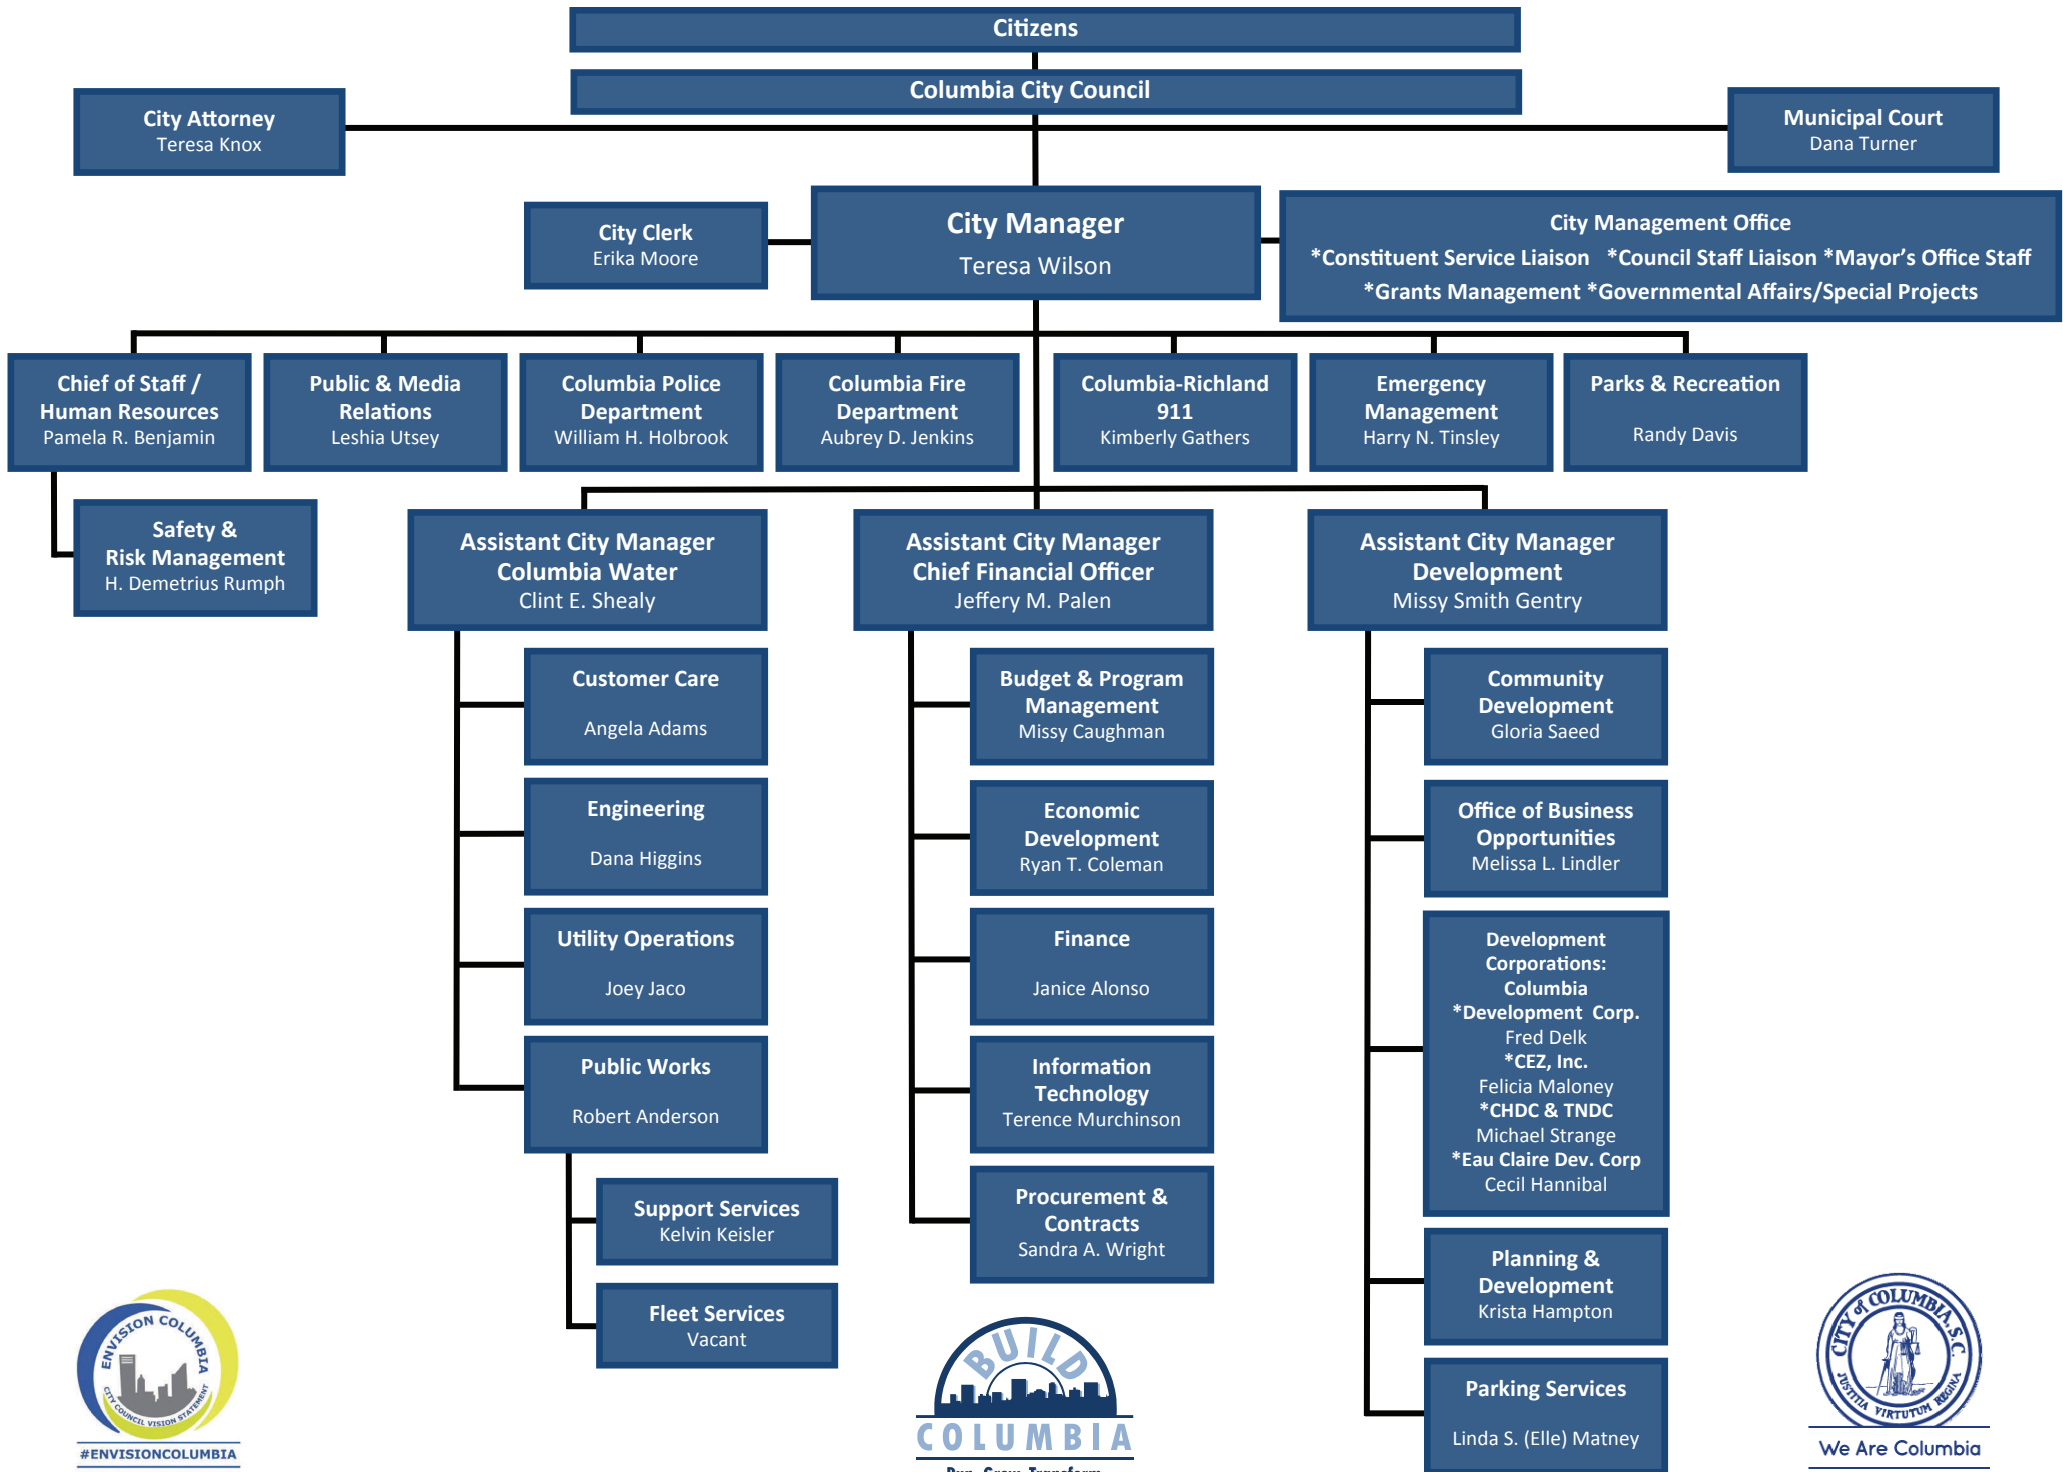 Citizens
Columbia City Council
City Attorney
Teresa Knox
Municipal Court
Dana Turner
City Clerk
Erika Moore
City Manager
Teresa Wilson
City Management Office
*Constituent Service Liaison *Council Staff Liaison *Mayor's Office Staff
*Grants Management *Governmental Affairs/Special Projects
Chief of Staff /
Human Resources
Pamela R. Benjamin
Public & Media
Relations
Leshia Utsey
Columbia Police
Department
William H. Holbrook
Columbia Fire
Department
Aubrey D. Jenkins
Columbia-Richland
911
Kimberly Gathers
Emergency
Management
Harry N. Tinsley
Parks & Recreation
Randy Davis
Safety &
Risk Management
H. Demetrius Rumph
Assistant City Manager
Columbia Water
Clint E. Shealy
Customer Care
Angela Adams
Engineering
Dana Higgins
Utility Operations
Joey Jaco
Public Works
Robert Anderson
Support Services
Kelvin Keisler
Fleet Services
Vacant
Assistant City Manager
Chief Financial Officer
Jeffery M. Palen
Budget & Program
Management
Missy Caughman
Economic
Development
Ryan T. Coleman
Finance
Janice Alonso
Information
Technology
Terence Murchinson
Procurement &
Contracts
Sandra A. Wright
Assistant City Manager
Development
Missy Smith Gentry
Community
Development
Gloria Saeed
Office of Business
Opportunities
Melissa L. Lindler
Development
Corporations:
Columbia
*Development Corp.
Fred Delk
*CEZ, Inc.
Felicia Maloney
*CHDC & TNDC
Michael Strange
*Eau Claire Dev. Corp
Cecil Hannibal
Planning &
Development
Krista Hampton
Parking Services
Linda S. (Elle) Matney
ENVISION COLUMBIA
CITY COUNCIL VISION STATEMENT
#ENVISIONCOLUMBIA
BUILD
COLUMBIA
Run. Grow. Transform.
CITY of COLUMBIA, S.C.
JUSTITIA VIRTUTUM REGINA
We Are Columbia